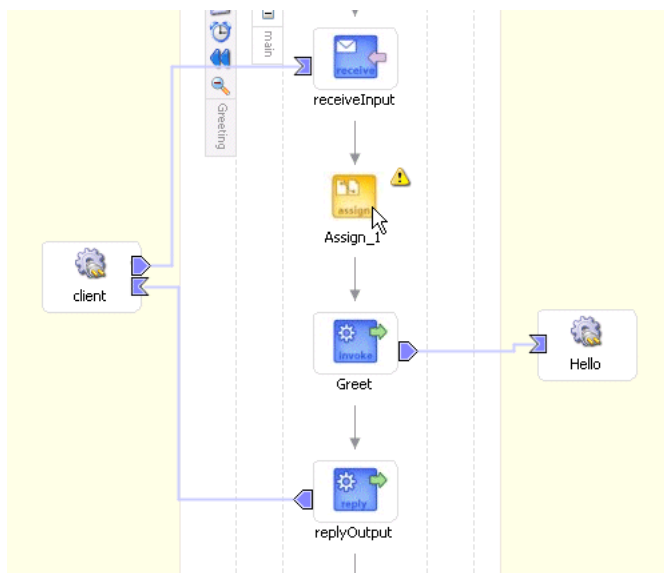 main
receive
receiveInput
Greeting
assign
Assign_1
client
invoke
Greet
Hello
reply
replyOutput